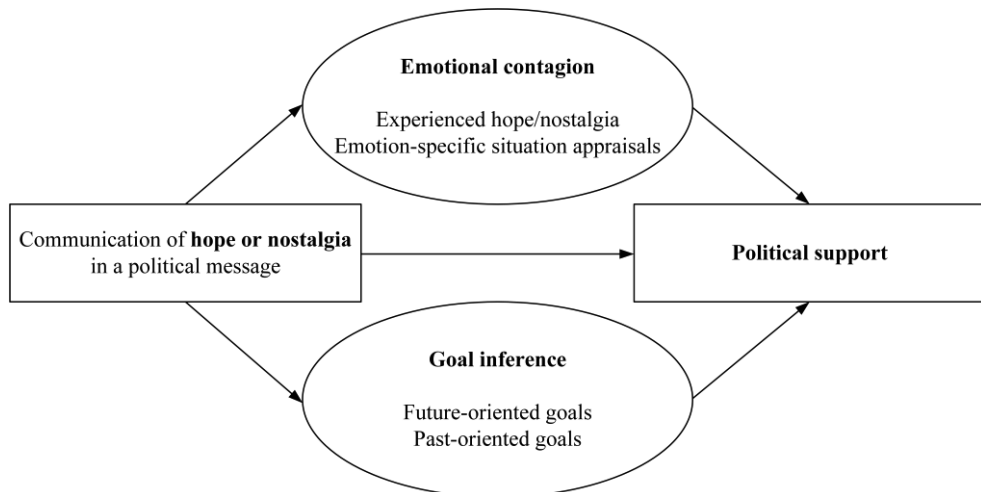 Emotional contagion
Experienced hope/nostalgia
Emotion-specific situation appraisals
Communication of hope or nostalgia
in a political message
Political support
Goal inference
Future-oriented goals
Past-oriented goals